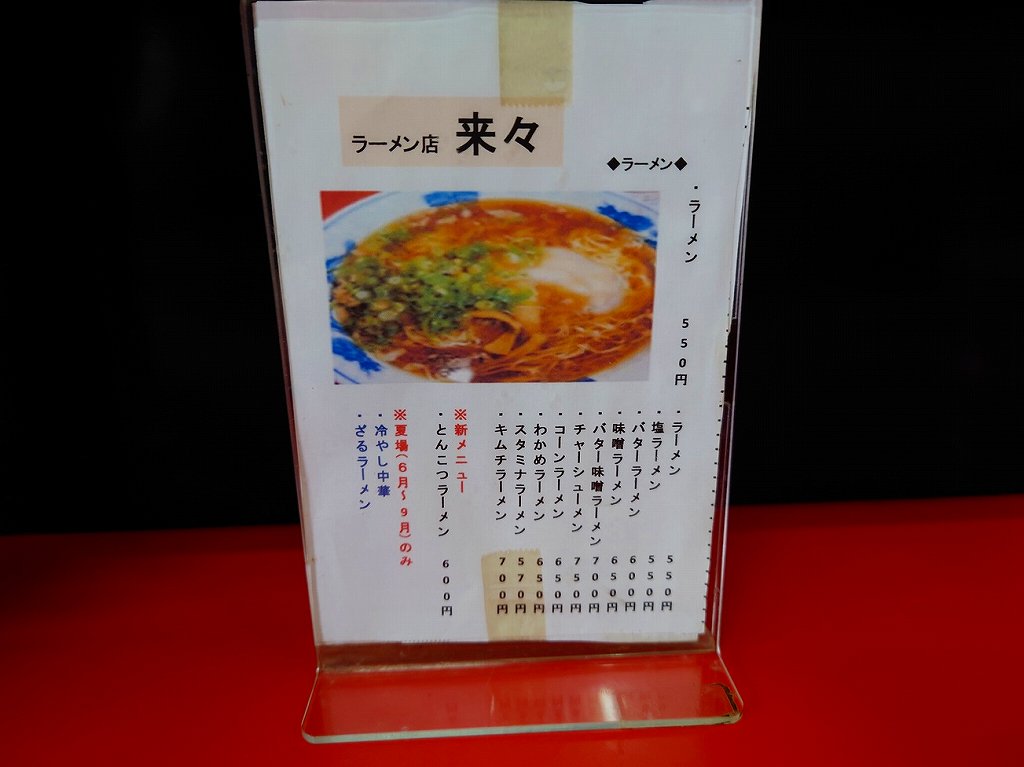 ラーメン店 来々
◆ラーメン◆
・ラーメン 550円
・ラーメン 550円
・塩ラーメン 550円
・バターラーメン 600円
・味噌ラーメン 650円
・バター味噌ラーメン 700円
・チャーシューメン 750円
・コーンラーメン 650円
・わかめラーメン 650円
・スタミナラーメン 570円
・キムチラーメン 700円
※新メニュー
・とんこつラーメン 600円
※夏場(6月～9月)のみ
・冷やし中華
・ざるラーメン